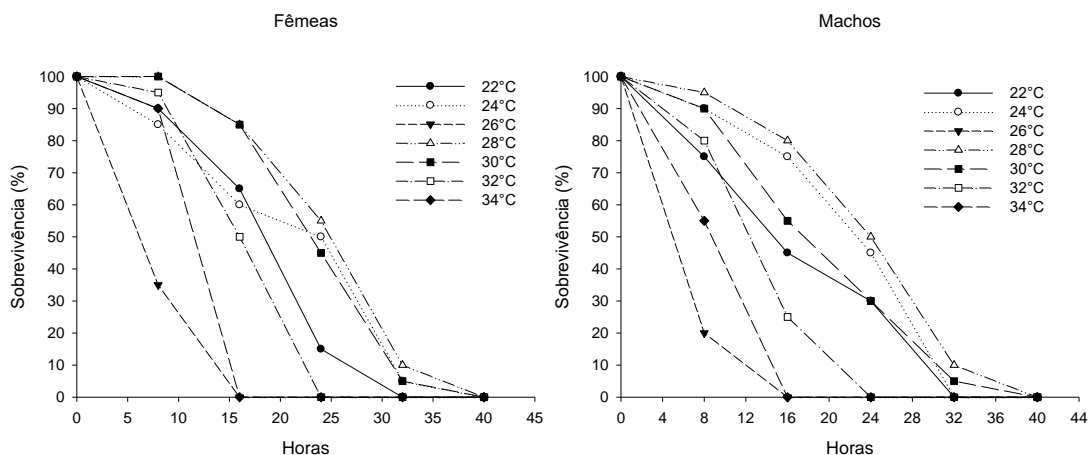 Fêmeas
Sobrevivência (%)
100
90
80
70
60
50
40
30
20
10
0
0 5 10 15 20 25 30 35 40 45
Horas
22°C
24°C
26°C
28°C
30°C
32°C
34°C
Machos
Sobrevivência (%)
100
90
80
70
60
50
40
30
20
10
0
0 4 8 12 16 20 24 28 32 36 40 44
Horas
22°C
24°C
26°C
28°C
30°C
32°C
34°C